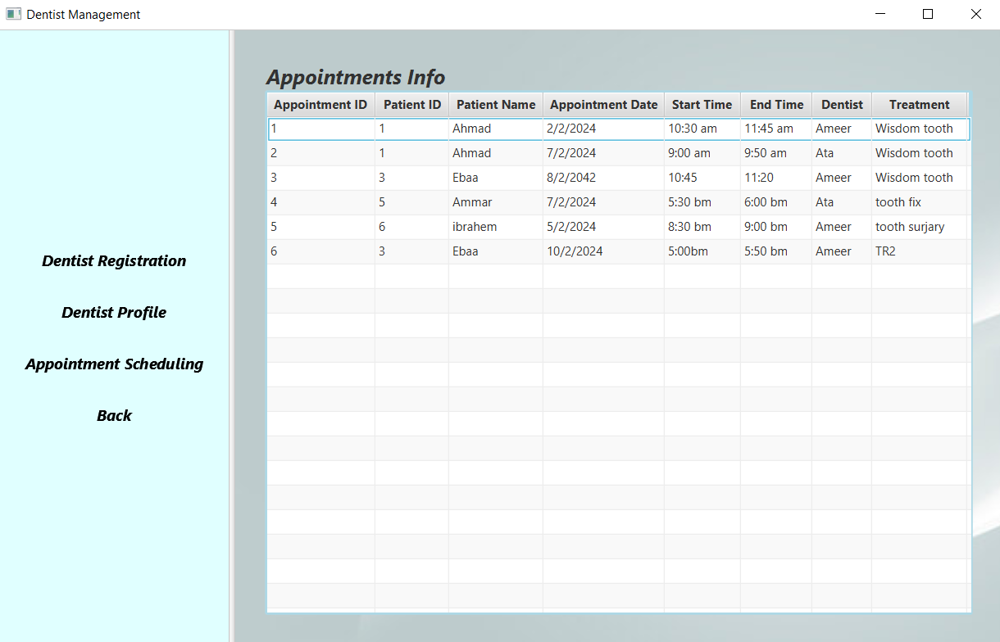 Dentist Management
Dentist Registration
Dentist Profile
Appointment Scheduling
Back
Appointments Info
Appointment ID Patient ID Patient Name Appointment Date Start Time End Time Dentist Treatment
1 1 Ahmad 2/2/2024 10:30 am 11:45 am Ameer Wisdom tooth
2 1 Ahmad 7/2/2024 9:00 am 9:50 am Ata Wisdom tooth
3 3 Ebaa 8/2/2042 10:45 11:20 Ameer Wisdom tooth
4 5 Ammar 7/2/2024 5:30 bm 6:00 bm Ata tooth fix
5 6 ibrahem 5/2/2024 8:30 bm 9:00 bm Ameer tooth surjary
6 3 Ebaa 10/2/2024 5:00bm 5:50 bm Ameer TR2